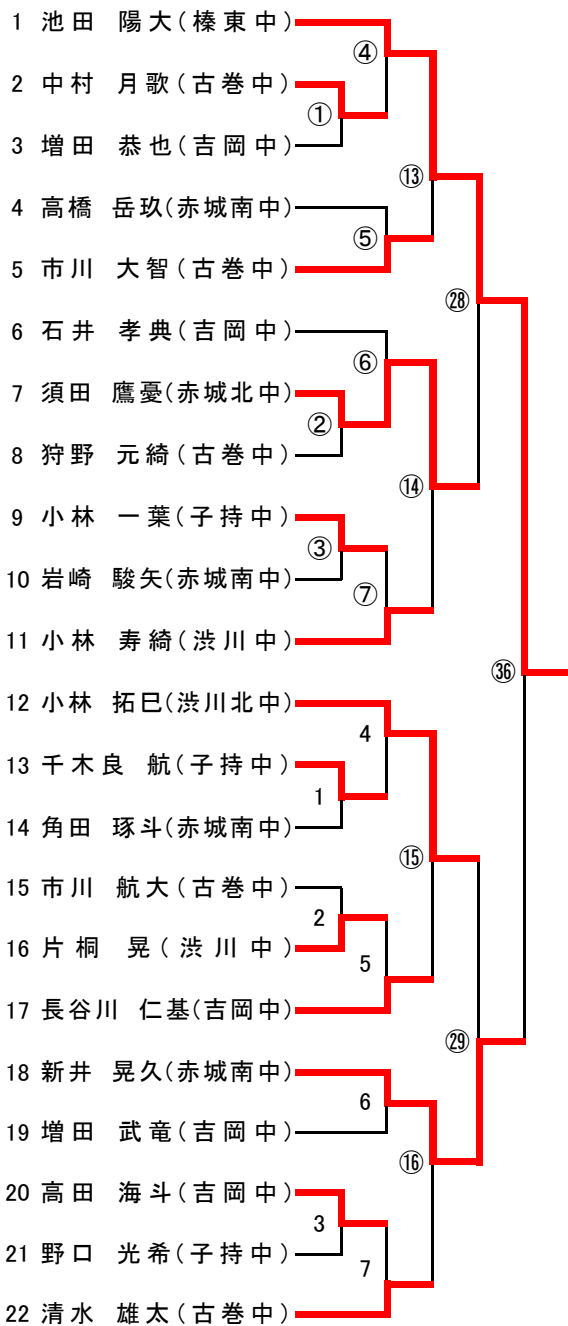 1 池田 陽大(榛東中)
④
2 中村 月歌(古巻中)
①
3 増田 恭也(吉岡中)
⑬
4 高橋 岳玖(赤城南中)
⑤
5 市川 大智(古巻中)
㉘
6 石井 孝典(吉岡中)
⑥
7 須田 鷹憂(赤城北中)
②
8 狩野 元綺(古巻中)
⑭
9 小林 一葉(子持中)
③
10 岩崎 駿矢(赤城南中)
⑦
11 小林 寿綺(渋川中)
㊱
12 小林 拓巳(渋川北中)
4
13 千木良 航(子持中)
1
14 角田 琢斗(赤城南中)
⑮
15 市川 航大(古巻中)
2
16 片桐 晃(渋川中)
5
17 長谷川 仁基(吉岡中)
㉙
18 新井 晃久(赤城南中)
6
19 増田 武竜(吉岡中)
⑯
20 高田 海斗(吉岡中)
3
21 野口 光希(子持中)
7
22 清水 雄太(古巻中)